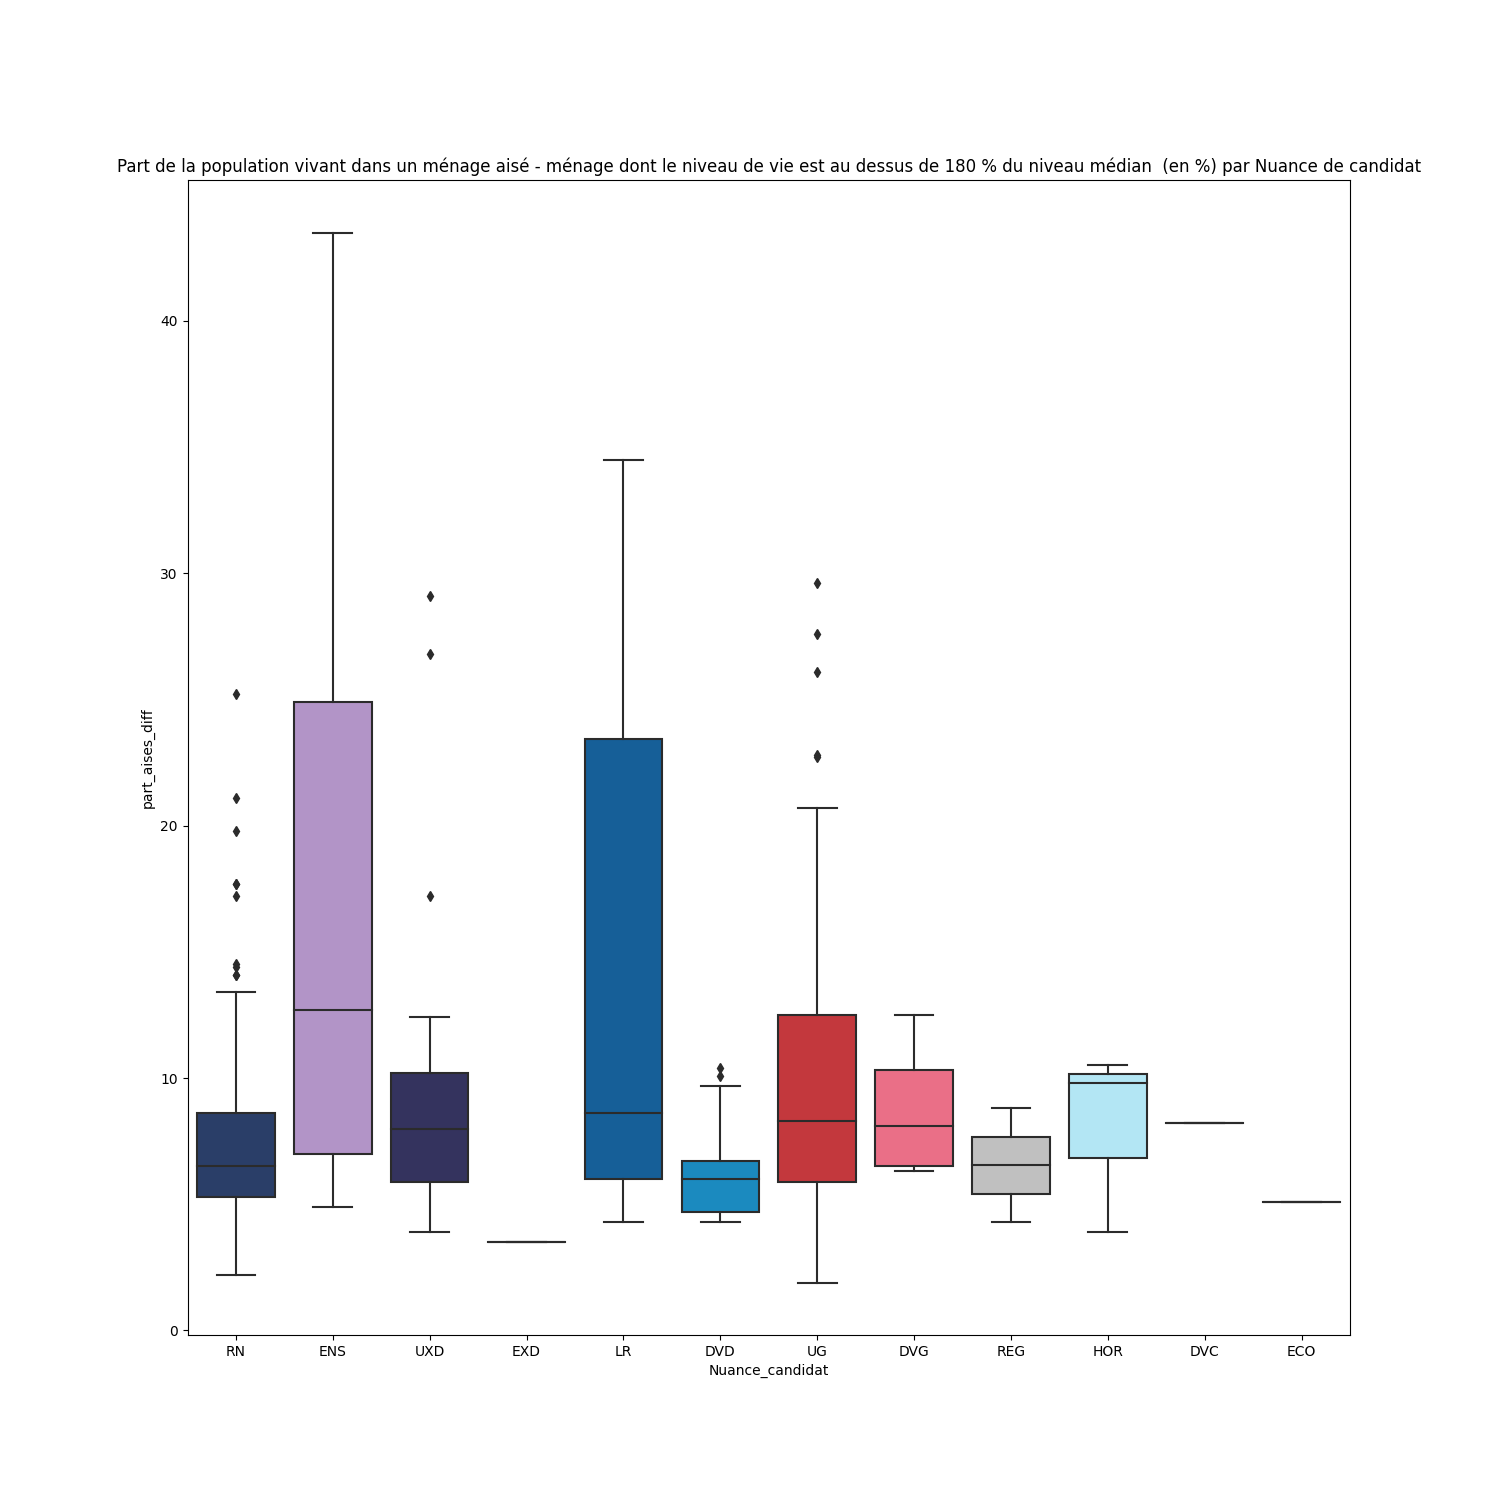 Part de la population vivant dans un ménage aisé - ménage dont le niveau de vie est au dessus de 180 % du niveau médian  (en %) par Nuance de candidat
40
30
20
10
0
part_aises_diff
RN ENS UXD EXD LR DVD UG DVG REG HOR DVC ECO
Nuance_candidat